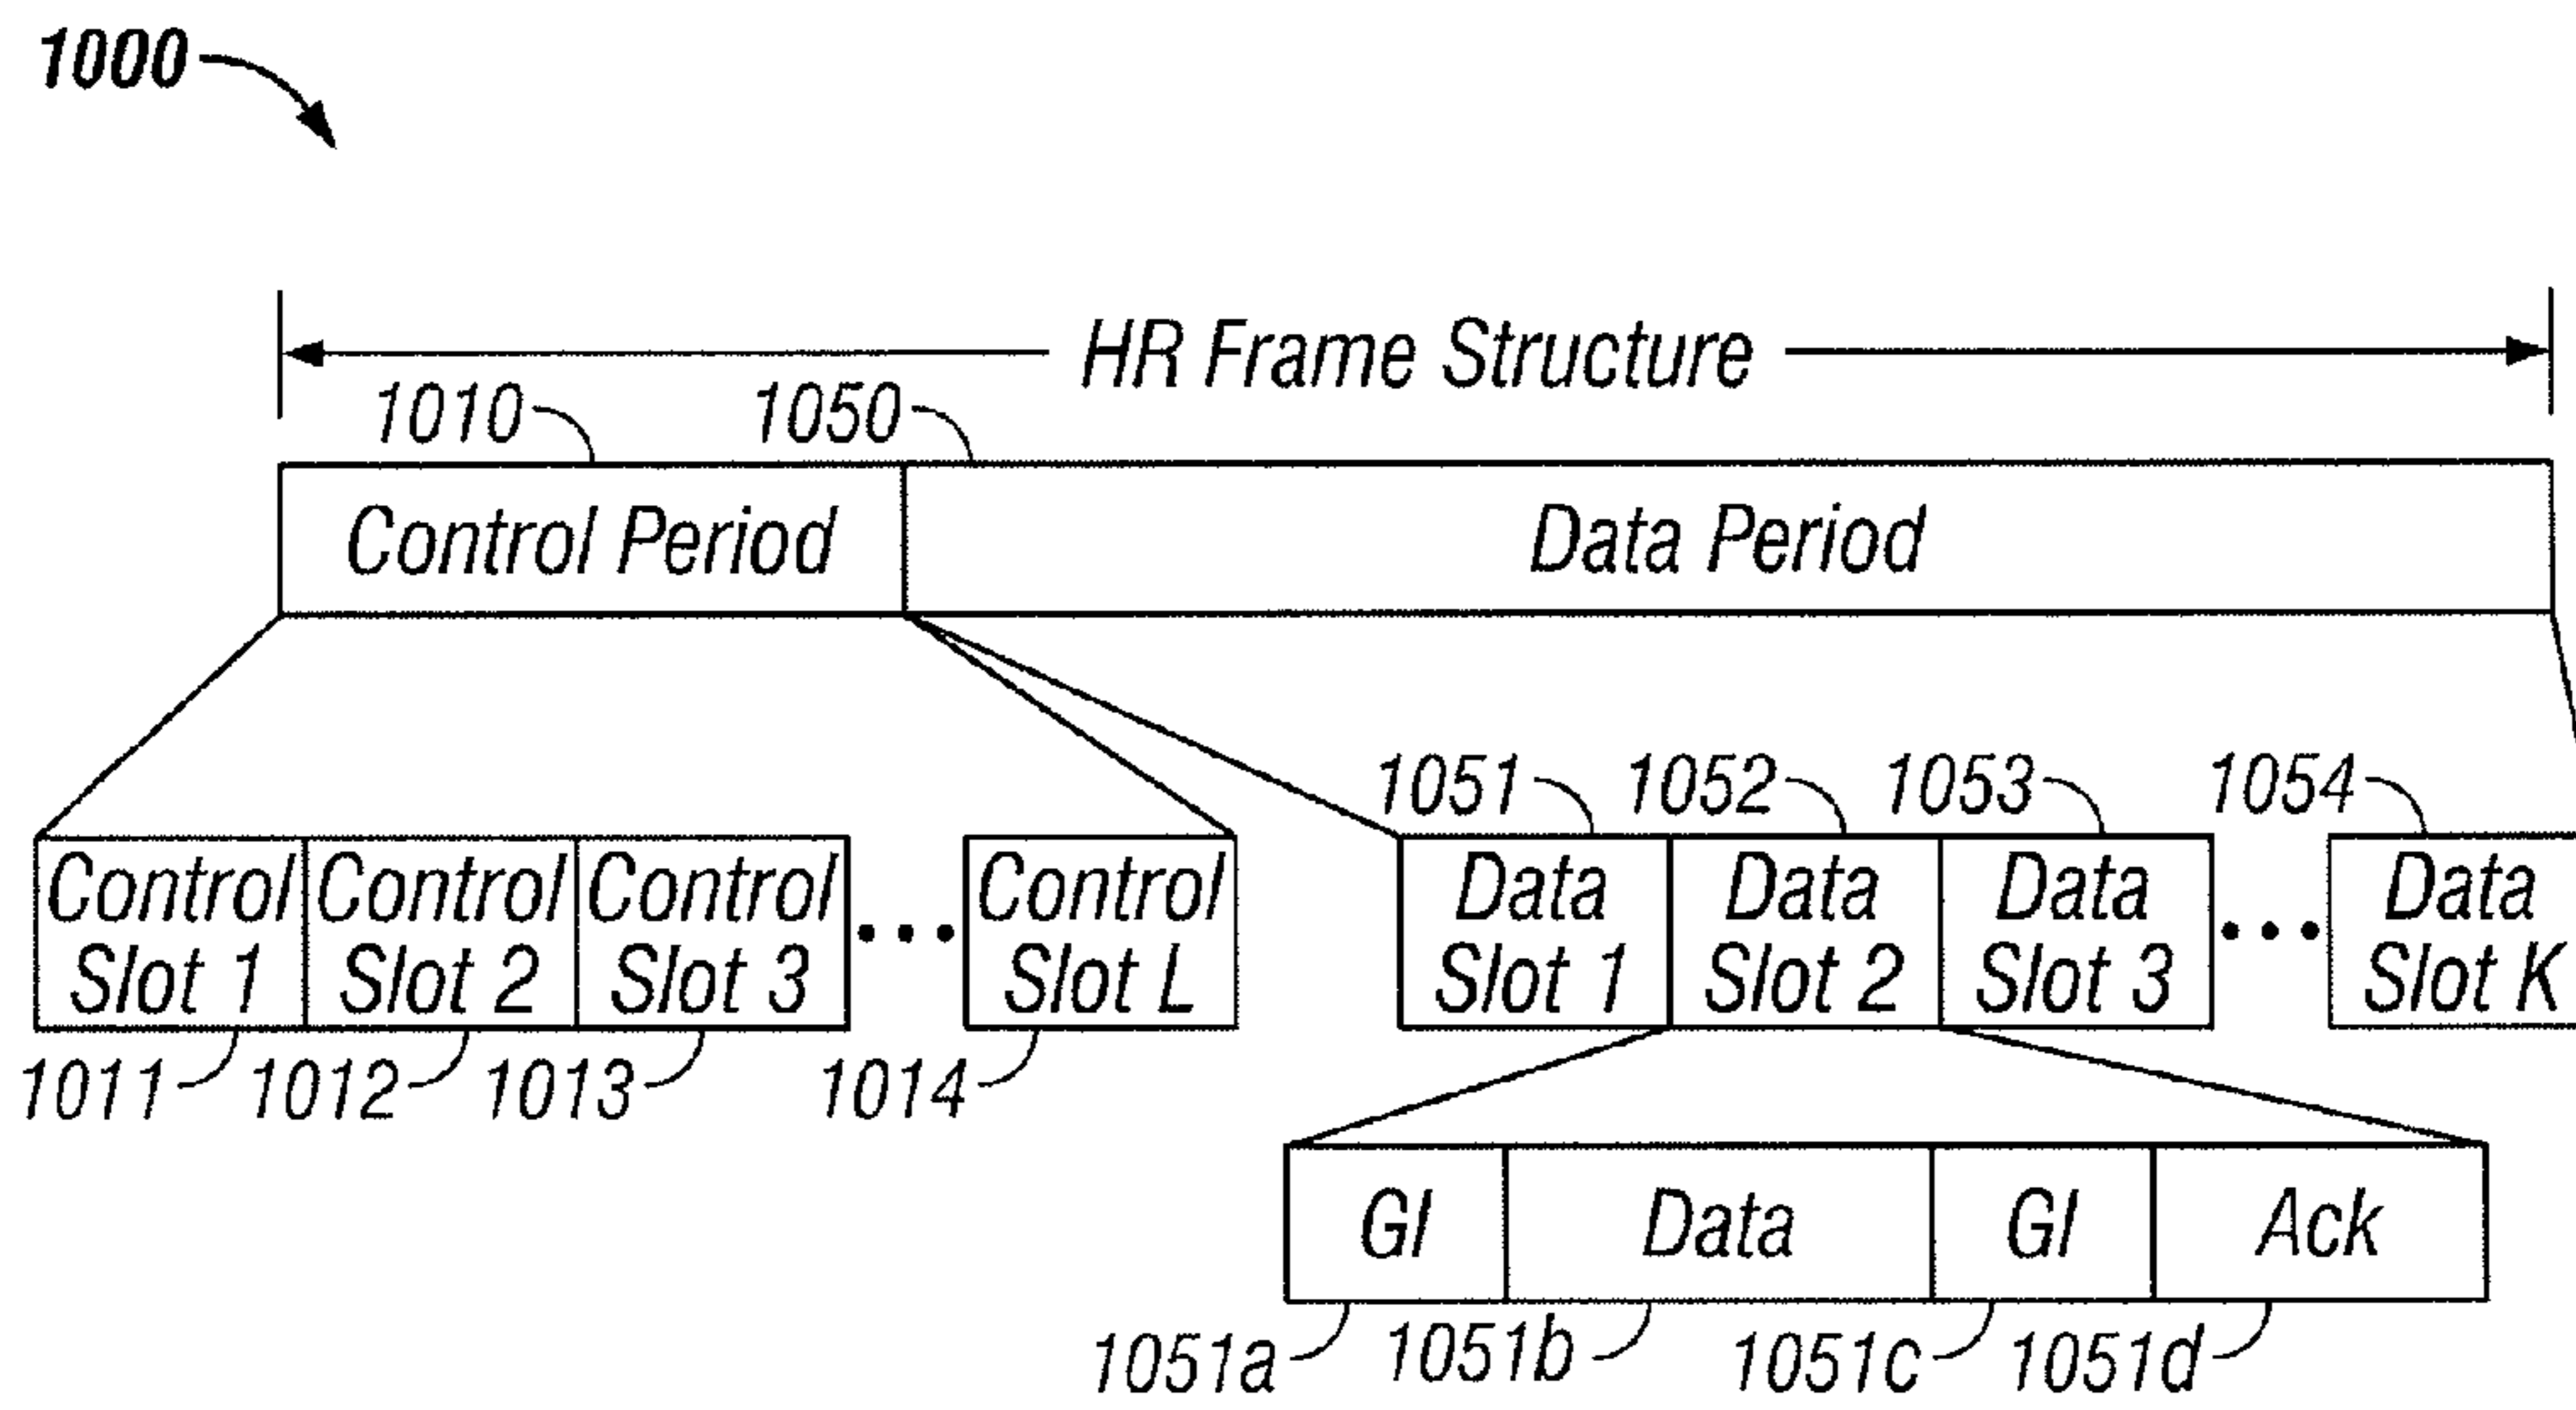 1000
HR Frame Structure
1010 1050
Control Period Data Period
1051 1052 1053 1054
Control Slot 1 Control Slot 2 Control Slot 3 ••• Control Slot L Data Slot 1 Data Slot 2 Data Slot 3 ••• Data Slot K
1011 1012 1013 1014
GI Data GI Ack
1051a 1051b 1051c 1051d